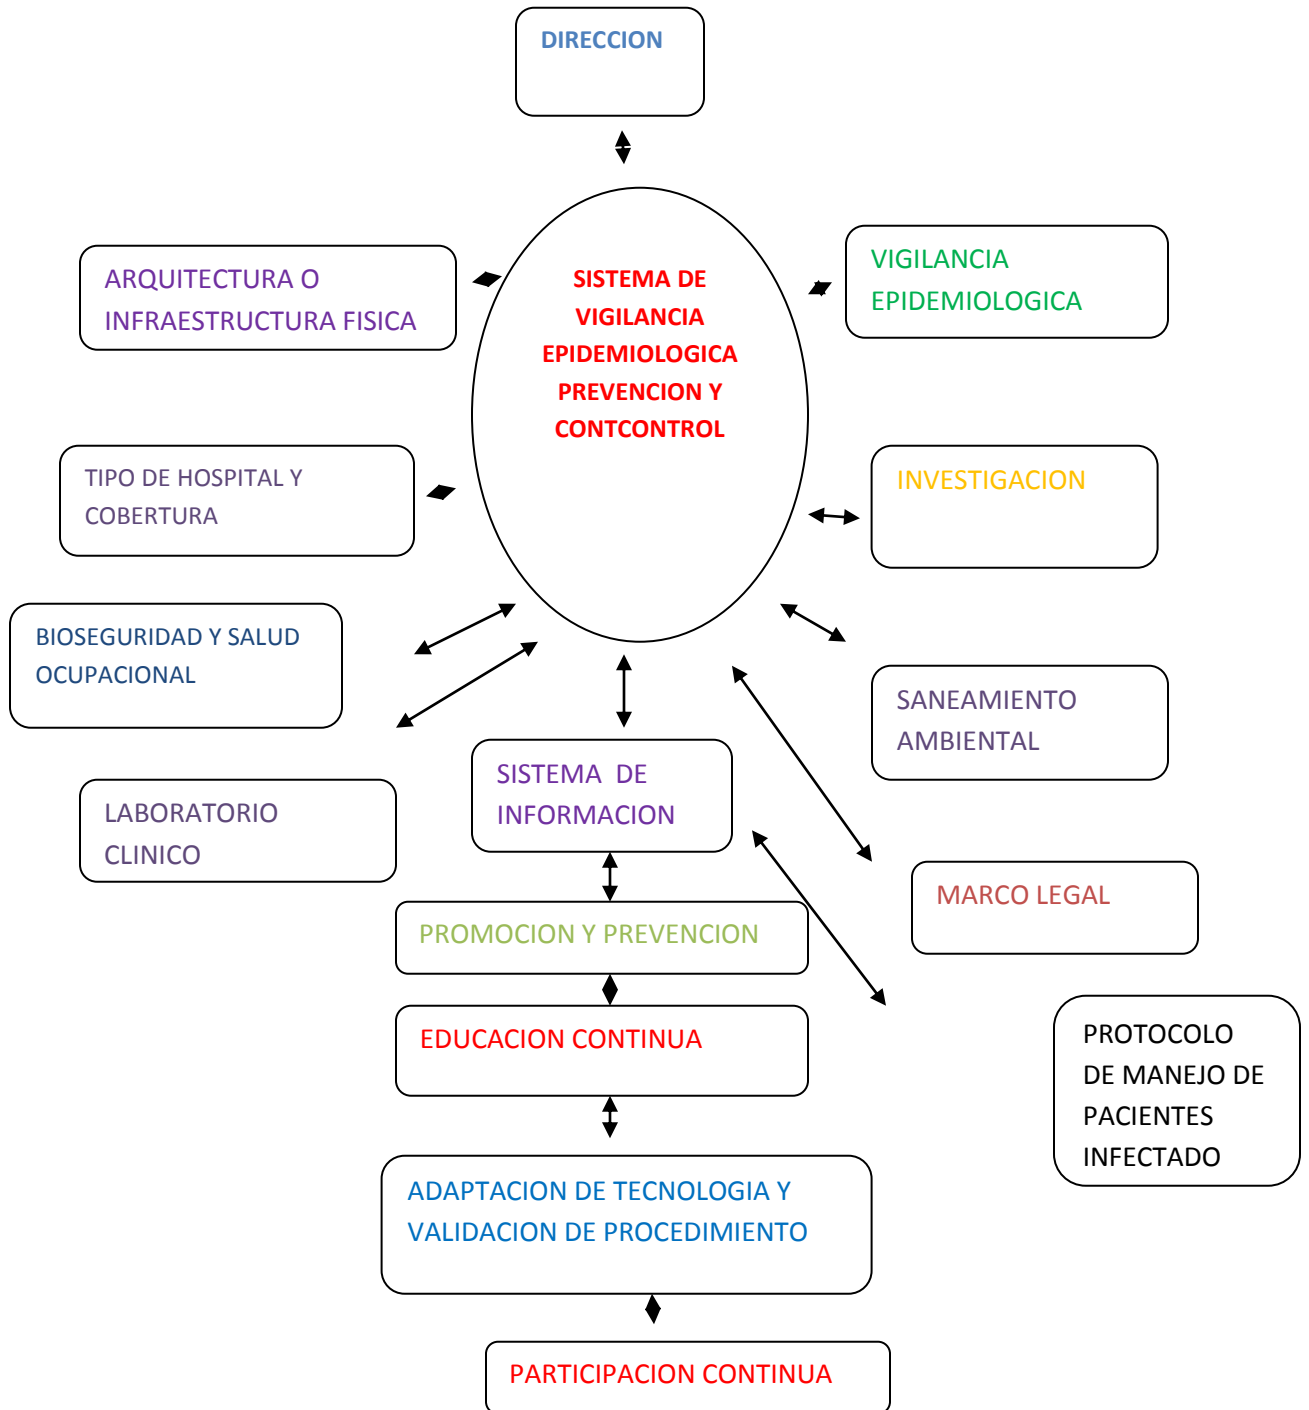 DIRECCION
ARQUITECTURA O
INFRAESTRUCTURA FISICA
SISTEMA DE
VIGILANCIA
EPIDEMIOLOGICA
PREVENCION Y
CONTCONTROL
VIGILANCIA
EPIDEMIOLOGICA
TIPO DE HOSPITAL Y
COBERTURA
INVESTIGACION
BIOSEGURIDAD Y SALUD
OCUPACIONAL
SANEAMIENTO
AMBIENTAL
LABORATORIO
CLINICO
SISTEMA DE
INFORMACION
MARCO LEGAL
PROMOCION Y PREVENCION
EDUCACION CONTINUA
PROTOCOLO
DE MANEJO DE
PACIENTES
INFECTADO
ADAPTACION DE TECNOLOGIA Y
VALIDACION DE PROCEDIMIENTO
PARTICIPACION CONTINUA